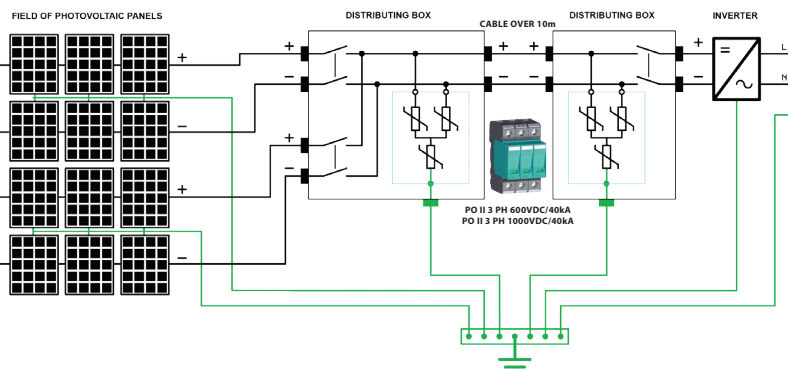 FIELD OF PHOTOVOLTAIC PANELS
DISTRIBUTING BOX
CABLE OVER 10m
DISTRIBUTING BOX
INVERTER
+
+
+
+
+
+
L
−
−
−
−
−
N
−
+
+
−
−
PO II 3 PH 600VDC/40kA
PO II 3 PH 1000VDC/40kA